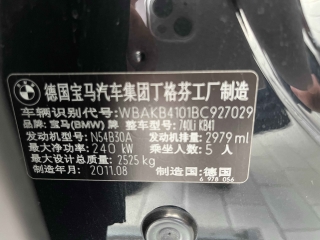 德国宝马汽车集团丁格芬工厂制造
车辆识别代号: WBAKB4101BC927029
品牌: 宝马(BMW)牌 740Li KB41
发动机型号: N54B30A 发动机排量: 2979 ml
最大净功率: 240 kW 乘坐人数: 5 人
最大设计总质量: 2525 kg
制造年月: 2011.08 制造国: 德国
6 978 056